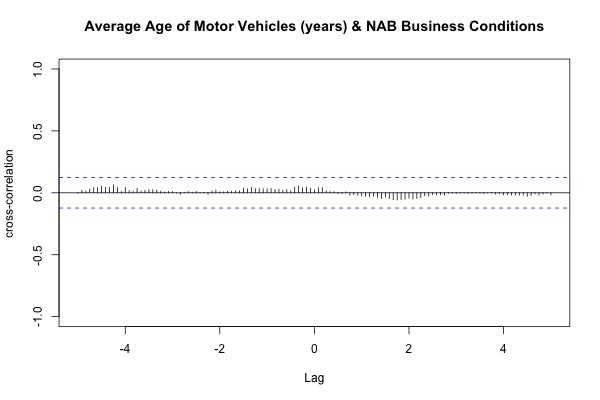 Average Age of Motor Vehicles (years) & NAB Business Conditions
1.0
0.5
0.0
-0.5
-1.0
cross-correlation
-4 -2 0 2 4
Lag